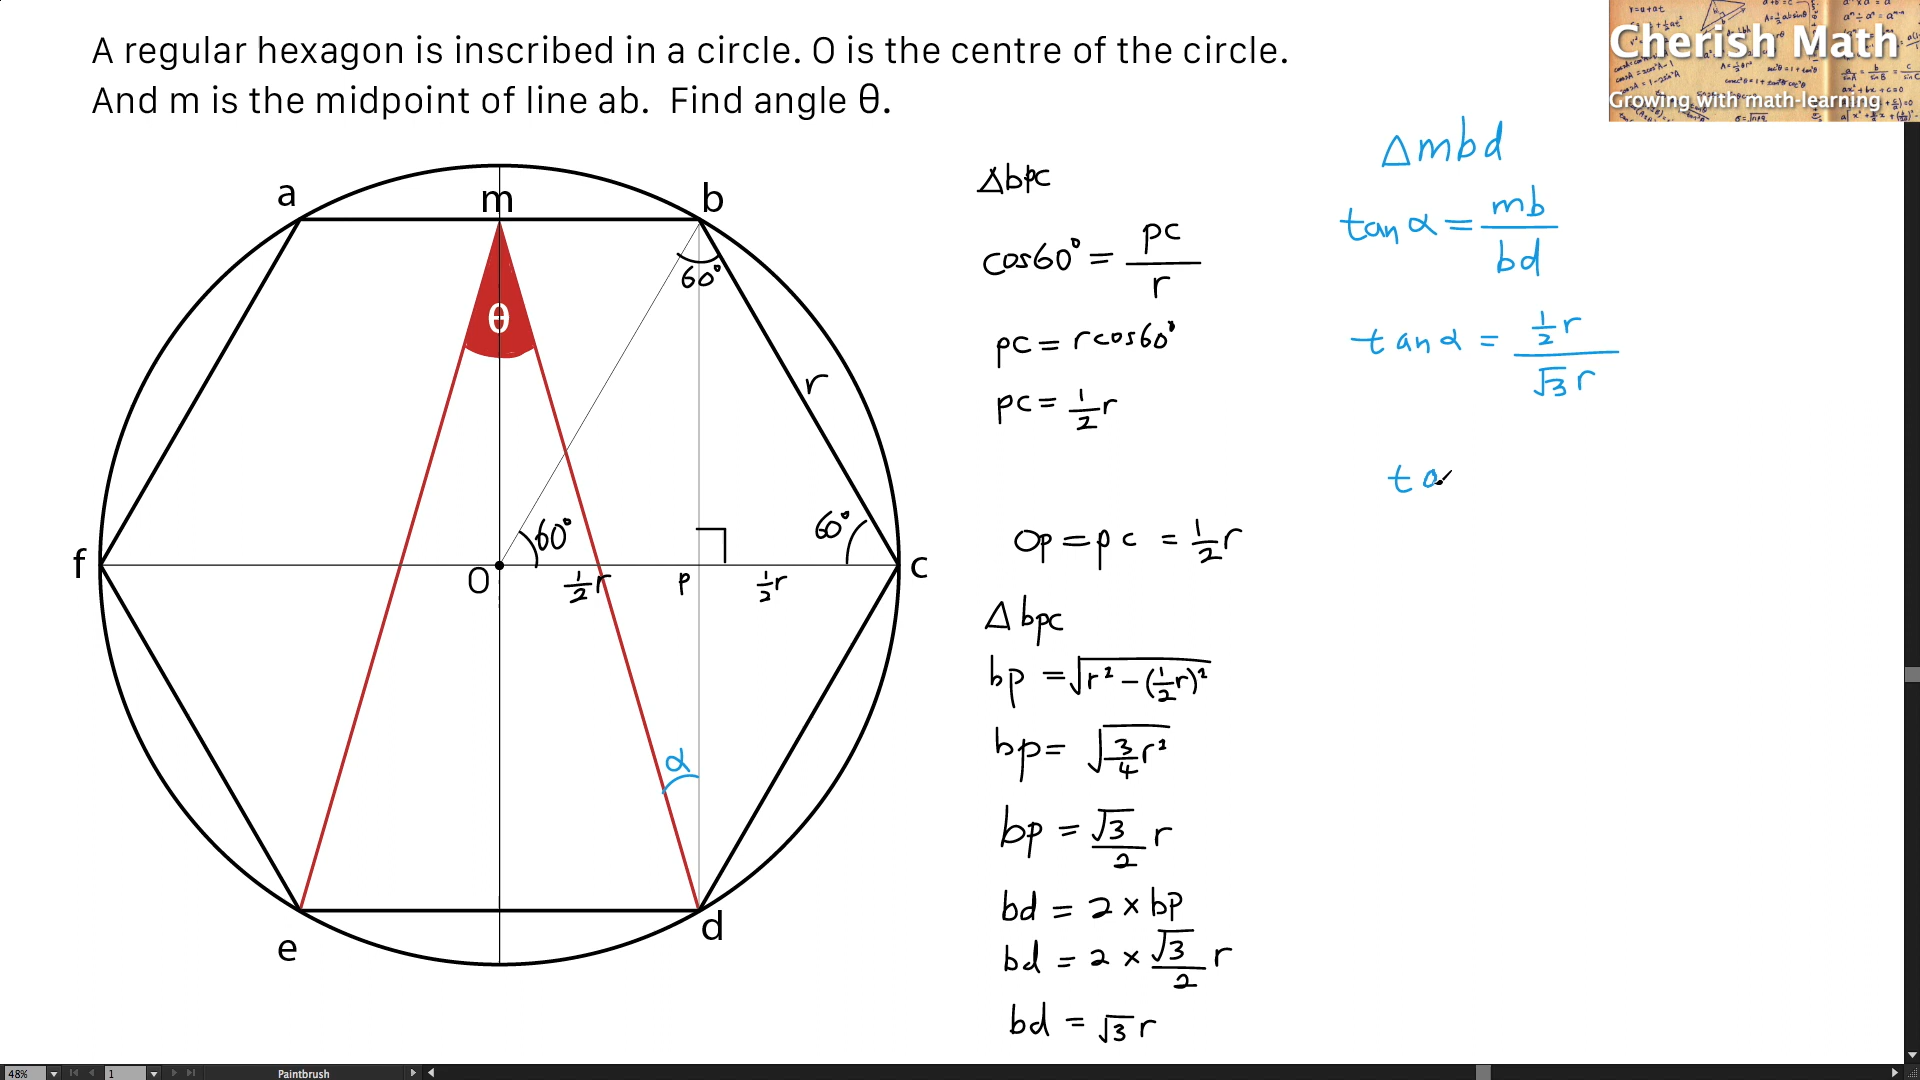 A regular hexagon is inscribed in a circle. O is the centre of the circle.
And m is the midpoint of line ab. Find angle θ.
Cherish Math
Growing with math-learning
a
m
b
60°
θ
r
60°
60°
f
O
½r
p
½r
c
α
e
d
Δbpc
cos60° = pc/r
pc = rcos60°
pc = ½r
Op = pc = ½r
Δbpc
bp = √(r² − (½r)²)
bp = √(¾r²)
bp = √3/2 r
bd = 2 × bp
bd = 2 × √3/2 r
bd = √3 r
Δmbd
tan α = mb/bd
tan α = ½r/√3 r
ta
48%
1
Paintbrush